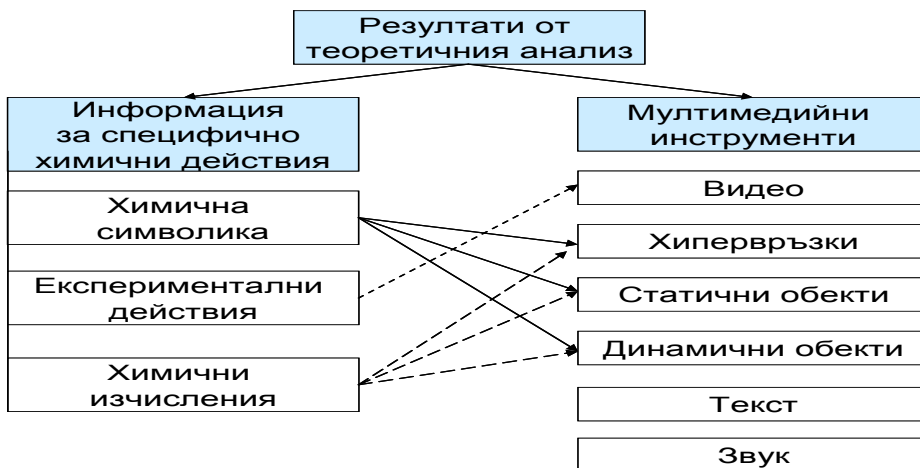 Резултати от
теоретичния анализ
Информация
за специфично
химични действия
Мултимедийни
инструменти
Химична
символика
Експериментални
действия
Химични
изчисления
Видео
Хипервръзки
Статични обекти
Динамични обекти
Текст
Звук